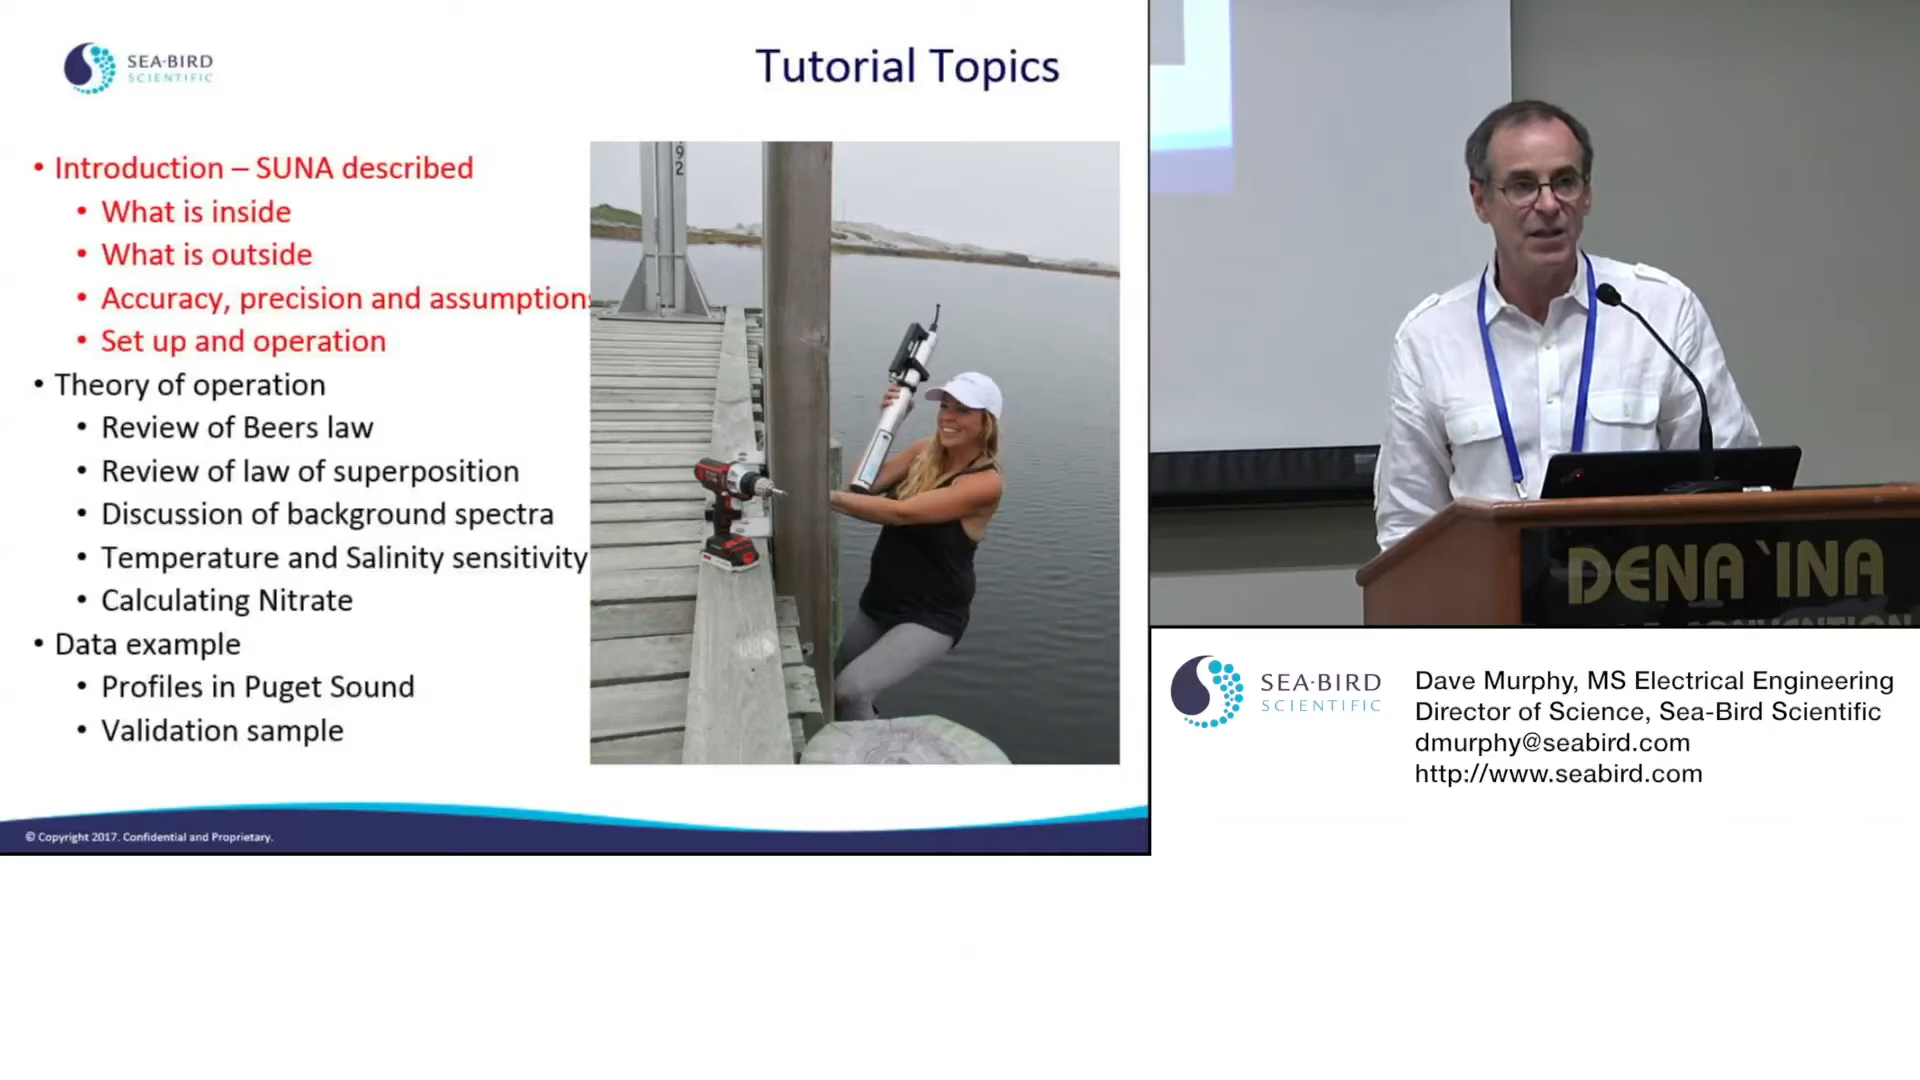 SEA·BIRD
SCIENTIFIC
Tutorial Topics
• Introduction – SUNA described
• What is inside
• What is outside
• Accuracy, precision and assumptions
• Set up and operation
• Theory of operation
• Review of Beers law
• Review of law of superposition
• Discussion of background spectra
• Temperature and Salinity sensitivity
• Calculating Nitrate
• Data example
• Profiles in Puget Sound
• Validation sample
92
© Copyright 2017. Confidential and Proprietary.
DENA`INA
CONVENTION
SEA·BIRD
SCIENTIFIC
Dave Murphy, MS Electrical Engineering
Director of Science, Sea-Bird Scientific
dmurphy@seabird.com
http://www.seabird.com